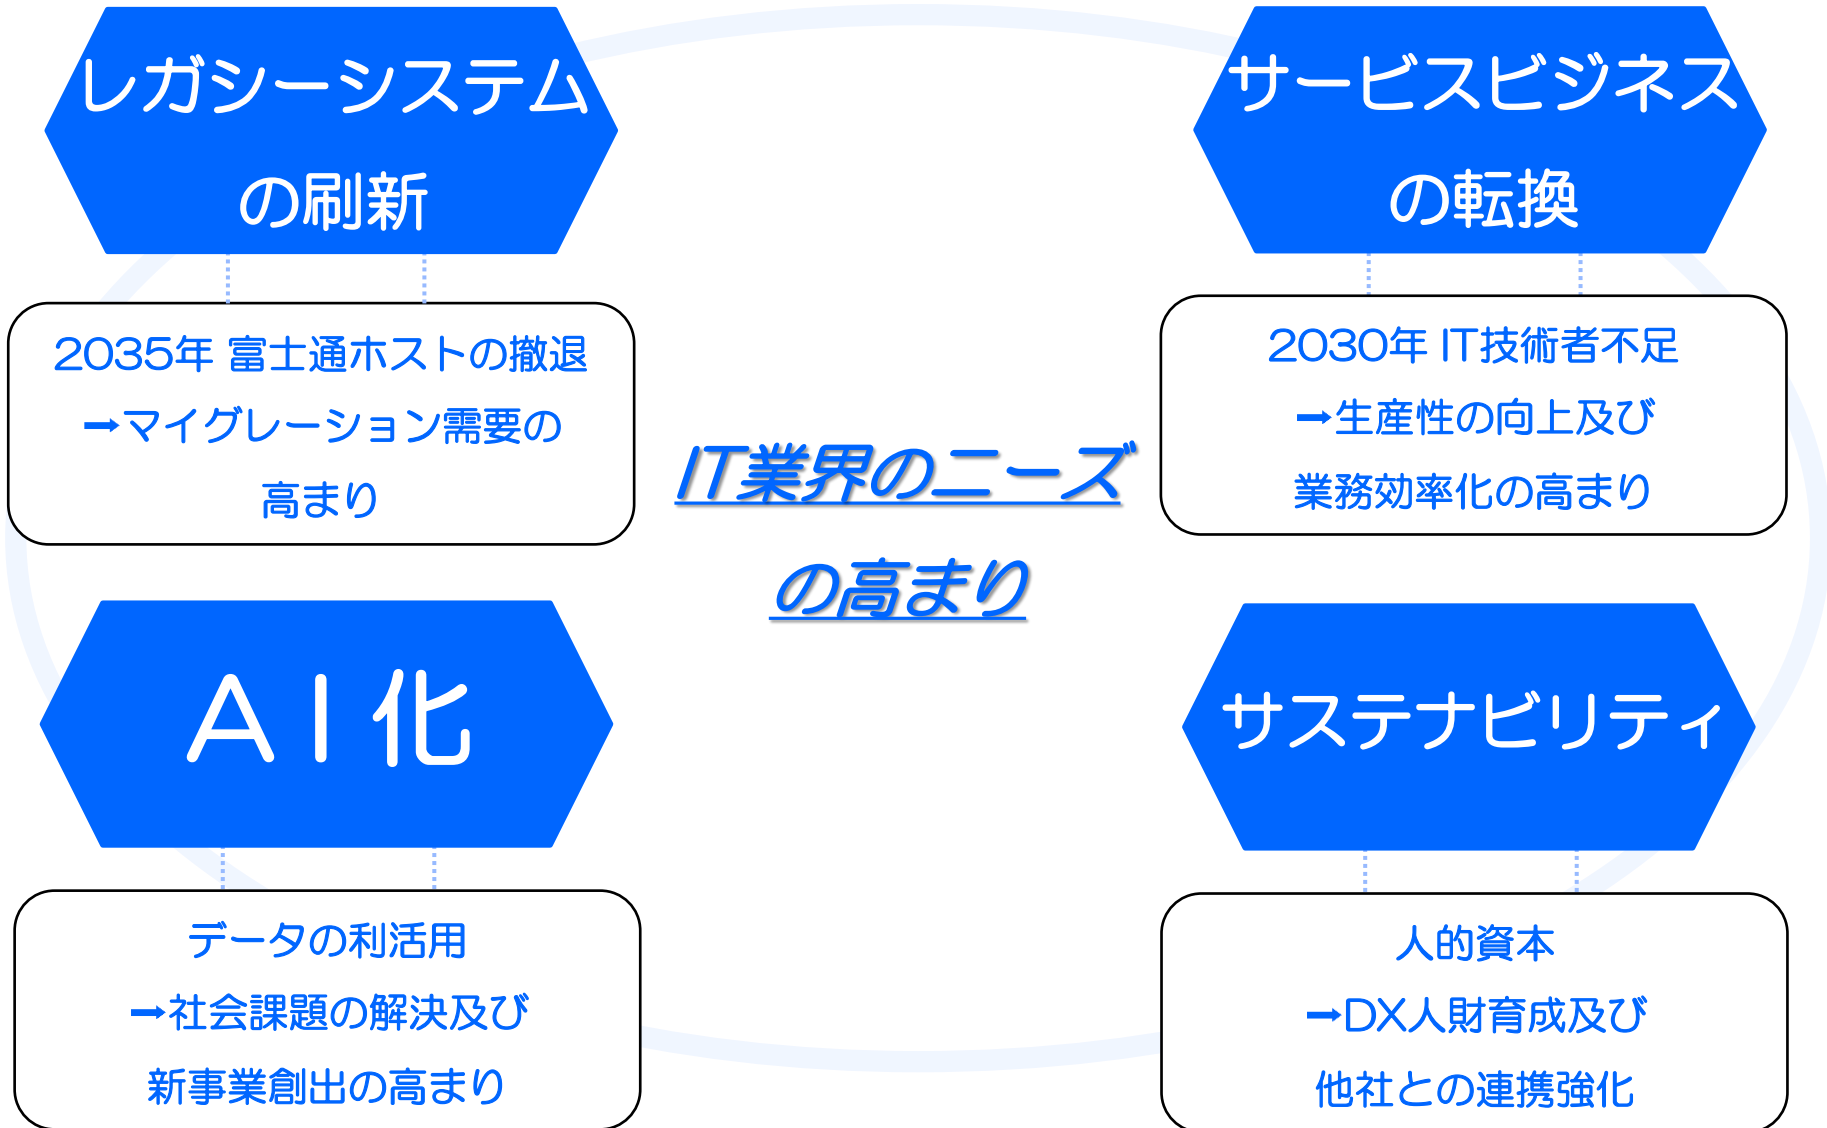 レガシーシステム
の刷新
2035年 富士通ホストの撤退
➡マイグレーション需要の
高まり
サービスビジネス
の転換
2030年 IT技術者不足
➡生産性の向上及び
業務効率化の高まり
IT業界のニーズ
の高まり
AI化
データの利活用
➡社会課題の解決及び
新事業創出の高まり
サステナビリティ
人的資本
➡DX人財育成及び
他社との連携強化